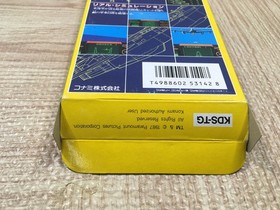 リアル・シミュレーション
コナミ株式会社
T4988602 53142 8
KDS-TG
TM & © 1987 Paramount Pictures Corporation
All Rights Reserved.
Konami Authorized User